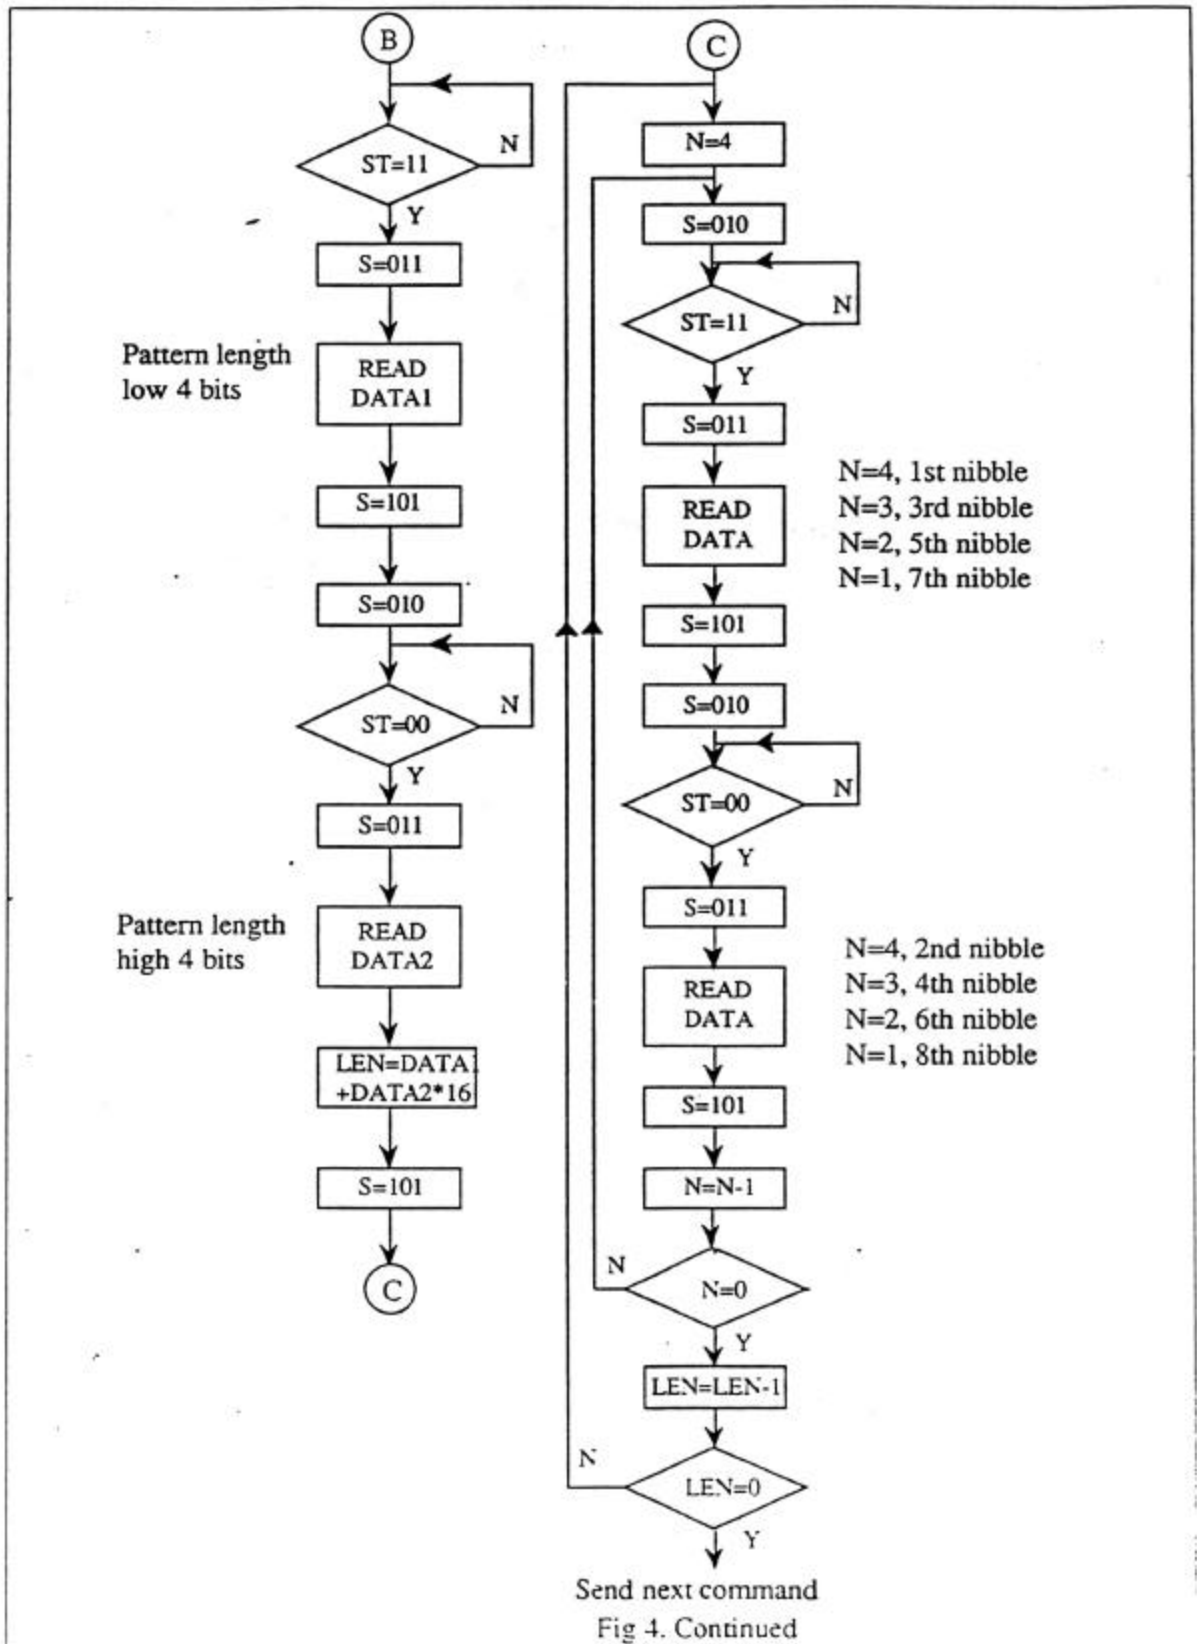 B
ST=11
N
Y
S=011
Pattern length
low 4 bits
READ
DATA1
S=101
S=010
ST=00
N
Y
S=011
Pattern length
high 4 bits
READ
DATA2
LEN=DATA1
+DATA2*16
S=101
C
C
N=4
S=010
ST=11
N
Y
S=011
READ
DATA
N=4, 1st nibble
N=3, 3rd nibble
N=2, 5th nibble
N=1, 7th nibble
S=101
S=010
ST=00
N
Y
S=011
READ
DATA
N=4, 2nd nibble
N=3, 4th nibble
N=2, 6th nibble
N=1, 8th nibble
S=101
N=N-1
N=0
N
Y
LEN=LEN-1
LEN=0
N
Y
Send next command
Fig 4. Continued